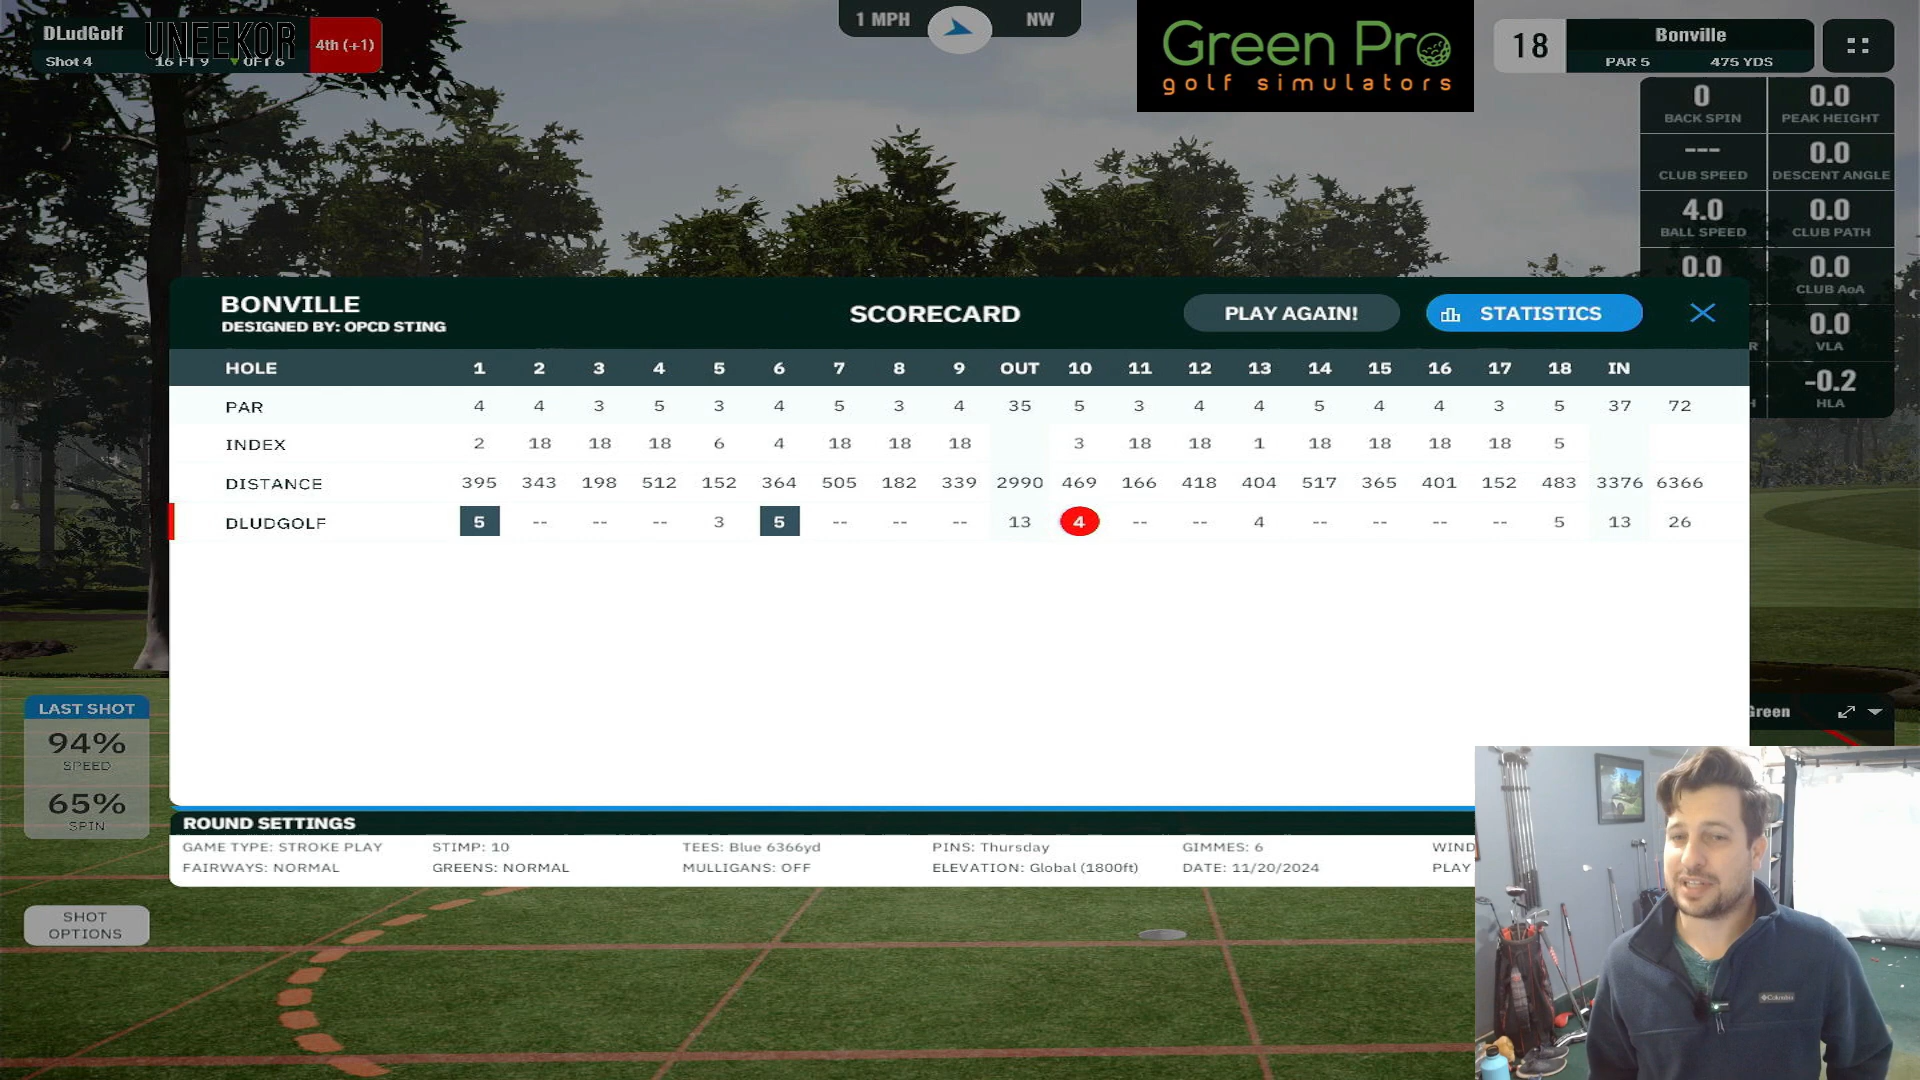 DLudGolf
Shot 4 16 FT 9 ▼ 0FT 6
UNEEKOR
4th (+1)
1 MPH NW
Green Pro
golf simulators
18
Bonville
PAR 5 475 YDS
0 0.0
BACK SPIN PEAK HEIGHT
--- 0.0
CLUB SPEED DESCENT ANGLE
4.0 0.0
BALL SPEED CLUB PATH
0.0 0.0
CLUB AoA
0.0
VLA
-0.2
HLA
BONVILLE
DESIGNED BY: OPCD STING
SCORECARD
PLAY AGAIN!
STATISTICS
HOLE 1 2 3 4 5 6 7 8 9 OUT 10 11 12 13 14 15 16 17 18 IN
PAR 4 4 3 5 3 4 5 3 4 35 5 3 4 4 5 4 4 3 5 37 72
INDEX 2 18 18 18 6 4 18 18 18 3 18 18 1 18 18 18 18 5
DISTANCE 395 343 198 512 152 364 505 182 339 2990 469 166 418 404 517 365 401 152 483 3376 6366
DLUDGOLF 5 -- -- -- 3 5 -- -- -- 13 4 -- -- 4 -- -- -- -- 5 13 26
LAST SHOT
94%
SPEED
65%
SPIN
Green
ROUND SETTINGS
GAME TYPE: STROKE PLAY STIMP: 10 TEES: Blue 6366yd PINS: Thursday GIMMES: 6 WIND
FAIRWAYS: NORMAL GREENS: NORMAL MULLIGANS: OFF ELEVATION: Global (1800ft) DATE: 11/20/2024 PLAY
SHOT
OPTIONS
Columbia